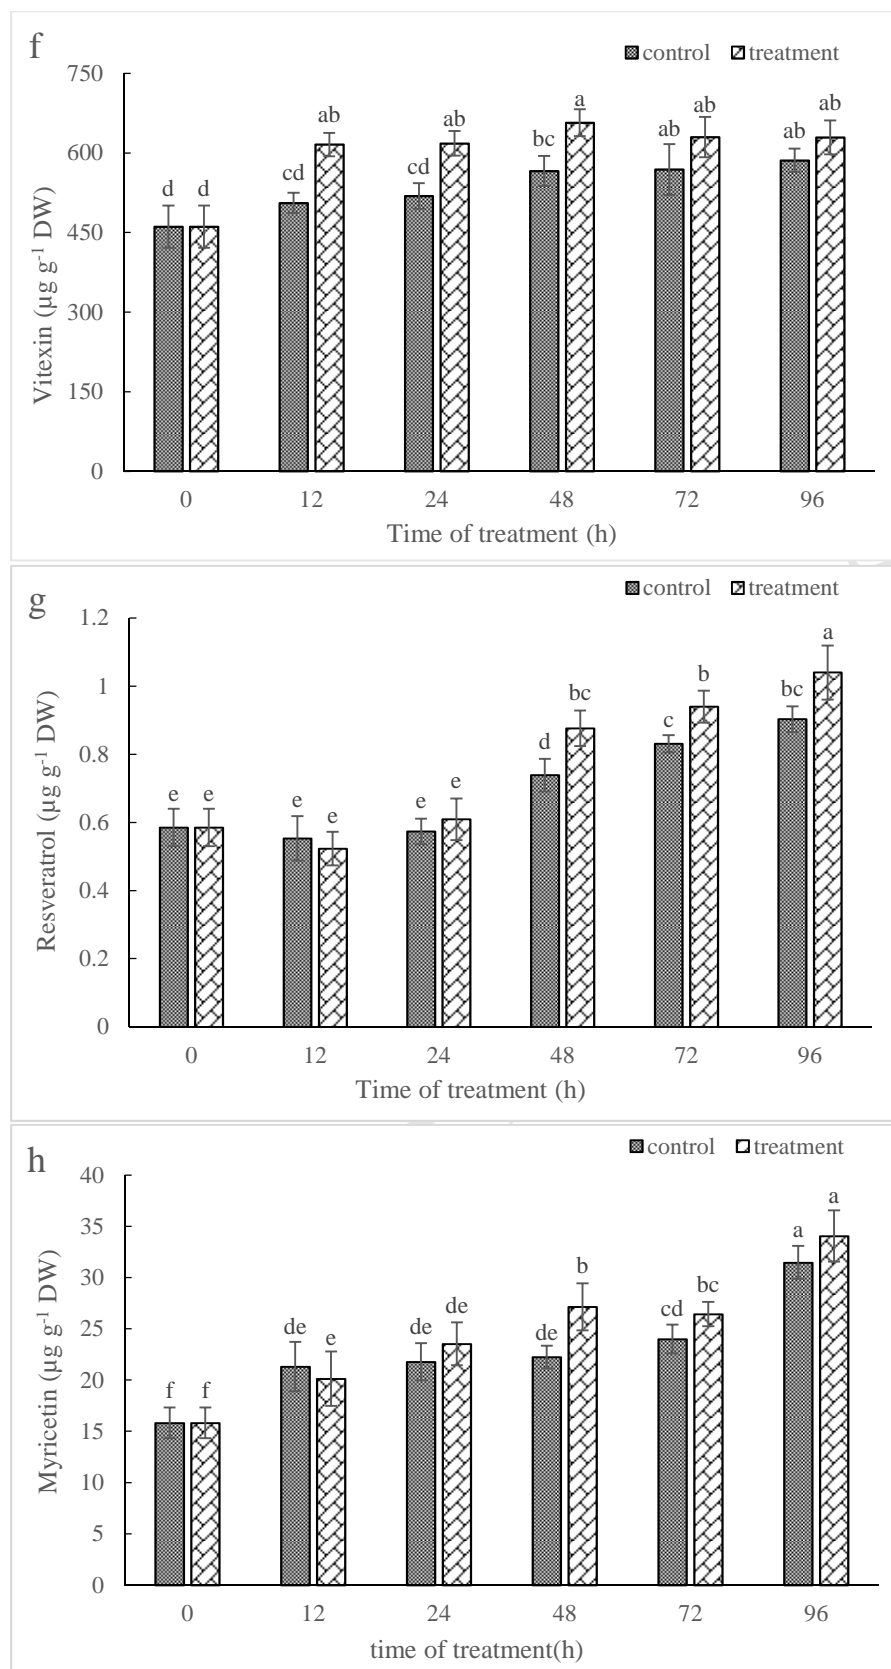 f
control treatment
750
600
450
300
150
0
Vitexin (µg g⁻¹ DW)
d d cd ab cd ab bc a ab ab ab ab
0 12 24 48 72 96
Time of treatment (h)
g
control treatment
1.2
1
0.8
0.6
0.4
0.2
0
Resveratrol (µg g⁻¹ DW)
e e e e e e d bc c b bc a
0 12 24 48 72 96
Time of treatment (h)
h
control treatment
40
35
30
25
20
15
10
5
0
Myricetin (µg g⁻¹ DW)
f f de e de de de b cd bc a a
0 12 24 48 72 96
time of treatment(h)